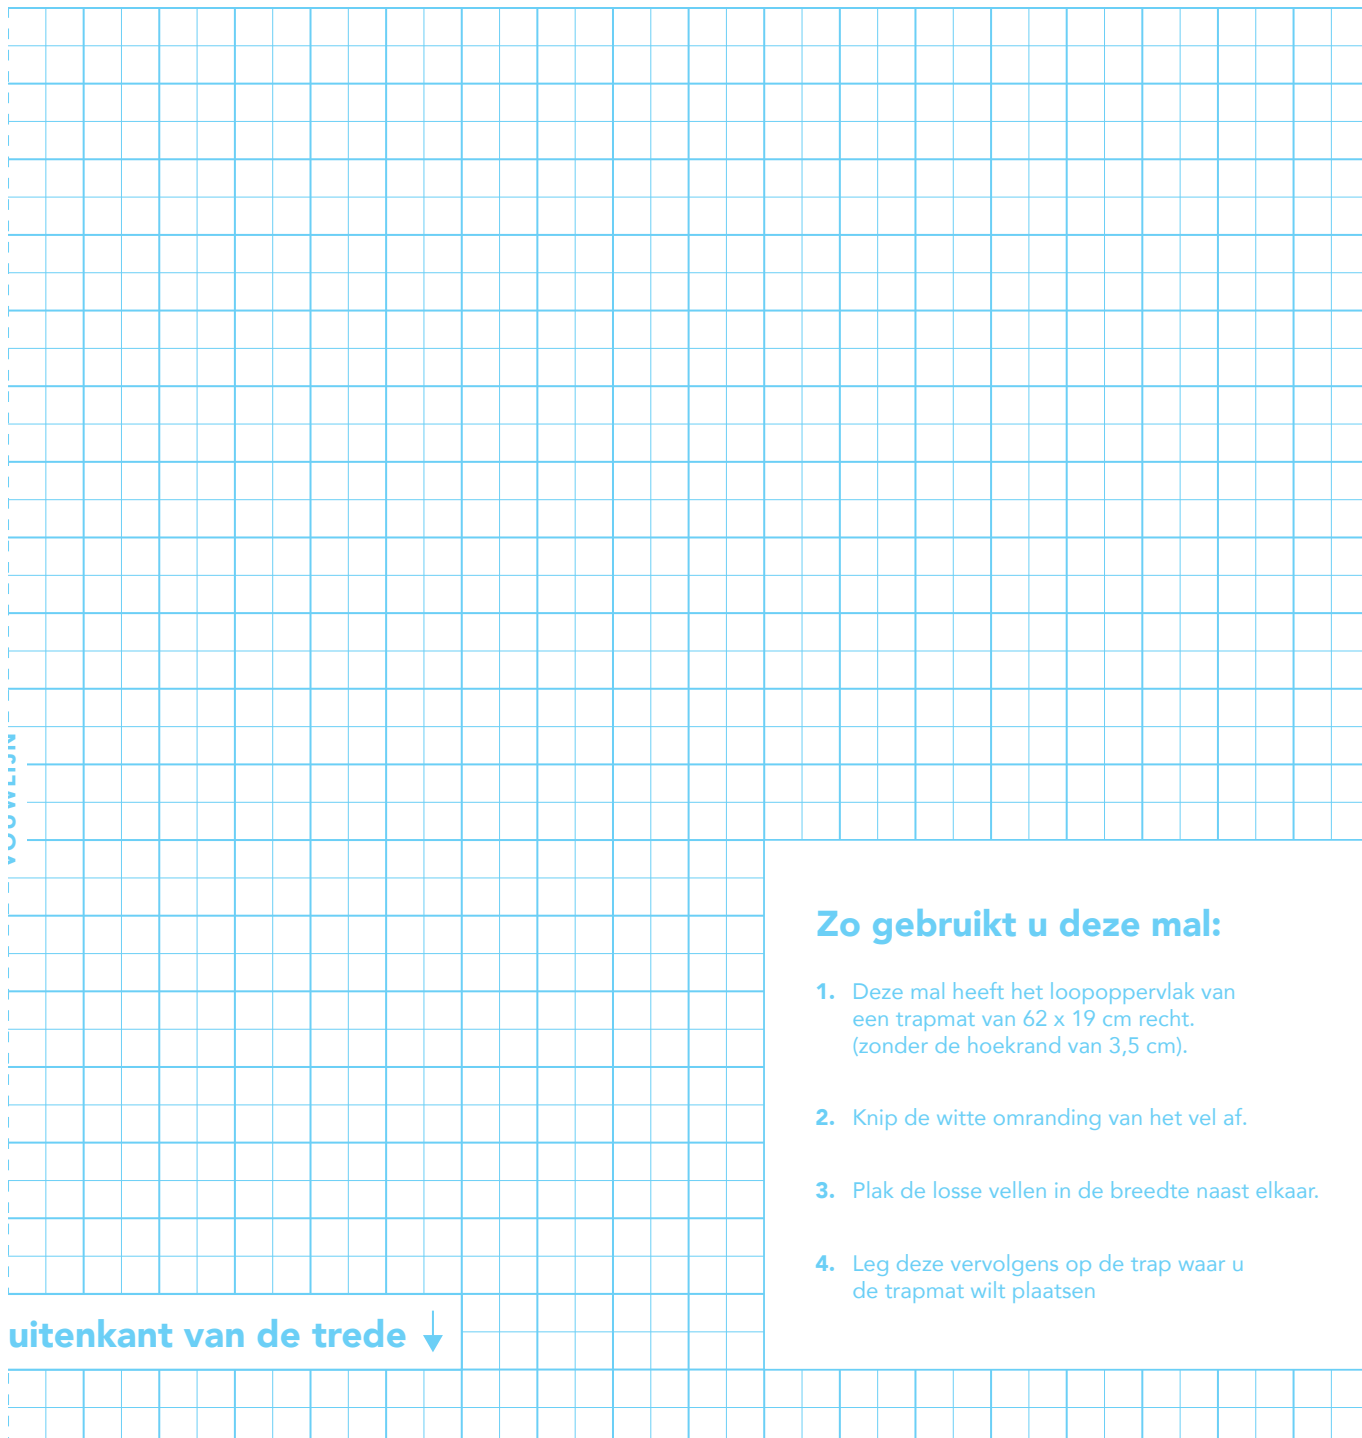 VOUWLIJN
Zo gebruikt u deze mal:
1. Deze mal heeft het loopoppervlak van
een trapmat van 62 x 19 cm recht.
(zonder de hoekrand van 3,5 cm).
2. Knip de witte omranding van het vel af.
3. Plak de losse vellen in de breedte naast elkaar.
4. Leg deze vervolgens op de trap waar u
de trapmat wilt plaatsen
uitenkant van de trede ↓